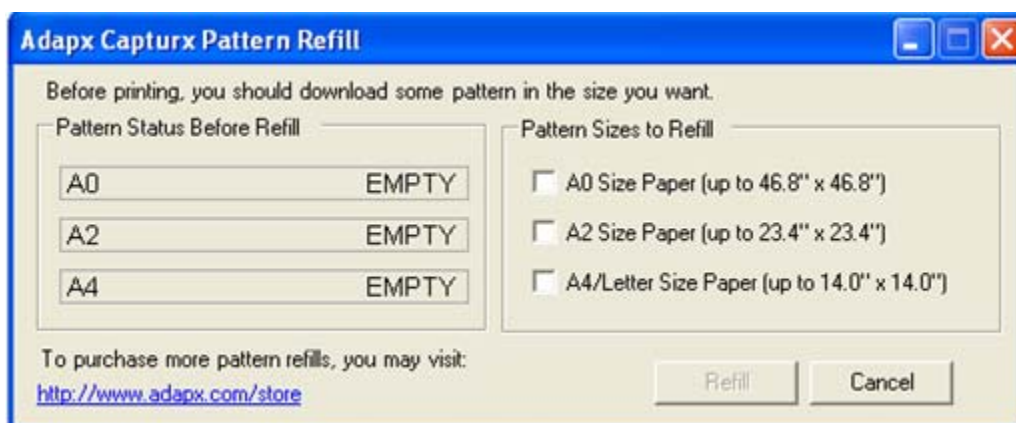 Adapx Capturx Pattern Refill
Before printing, you should download some pattern in the size you want.
Pattern Status Before Refill
A0 EMPTY
A2 EMPTY
A4 EMPTY
Pattern Sizes to Refill
A0 Size Paper (up to 46.8" x 46.8")
A2 Size Paper (up to 23.4" x 23.4")
A4/Letter Size Paper (up to 14.0" x 14.0")
To purchase more pattern refills, you may visit:
http://www.adapx.com/store
Refill
Cancel